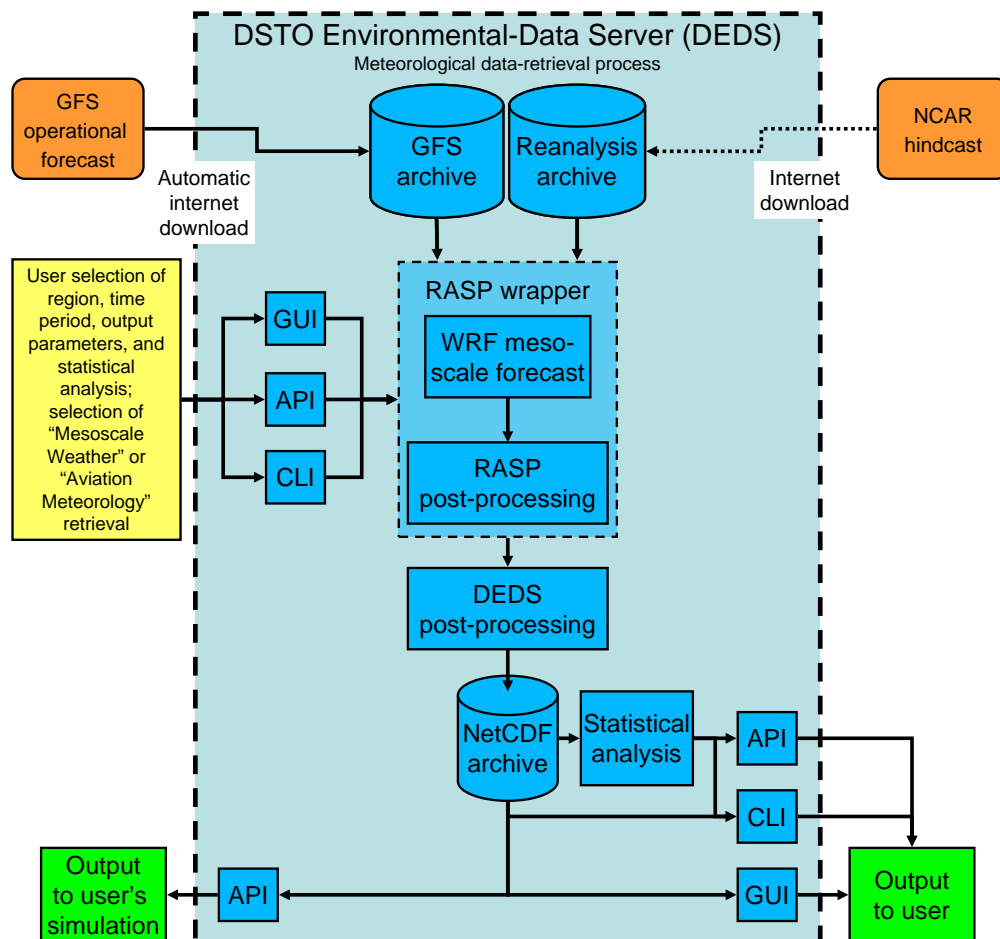 DSTO Environmental-Data Server (DEDS)
Meteorological data-retrieval process
GFS
operational
forecast
GFS
archive
Reanalysis
archive
NCAR
hindcast
Automatic
internet
download
Internet
download
User selection of
region, time
period, output
parameters, and
statistical
analysis;
selection of
“Mesoscale
Weather” or
“Aviation
Meteorology”
retrieval
GUI
API
CLI
RASP wrapper
WRF meso-
scale forecast
RASP
post-processing
DEDS
post-processing
NetCDF
archive
Statistical
analysis
API
CLI
GUI
Output
to user’s
simulation
API
Output
to user